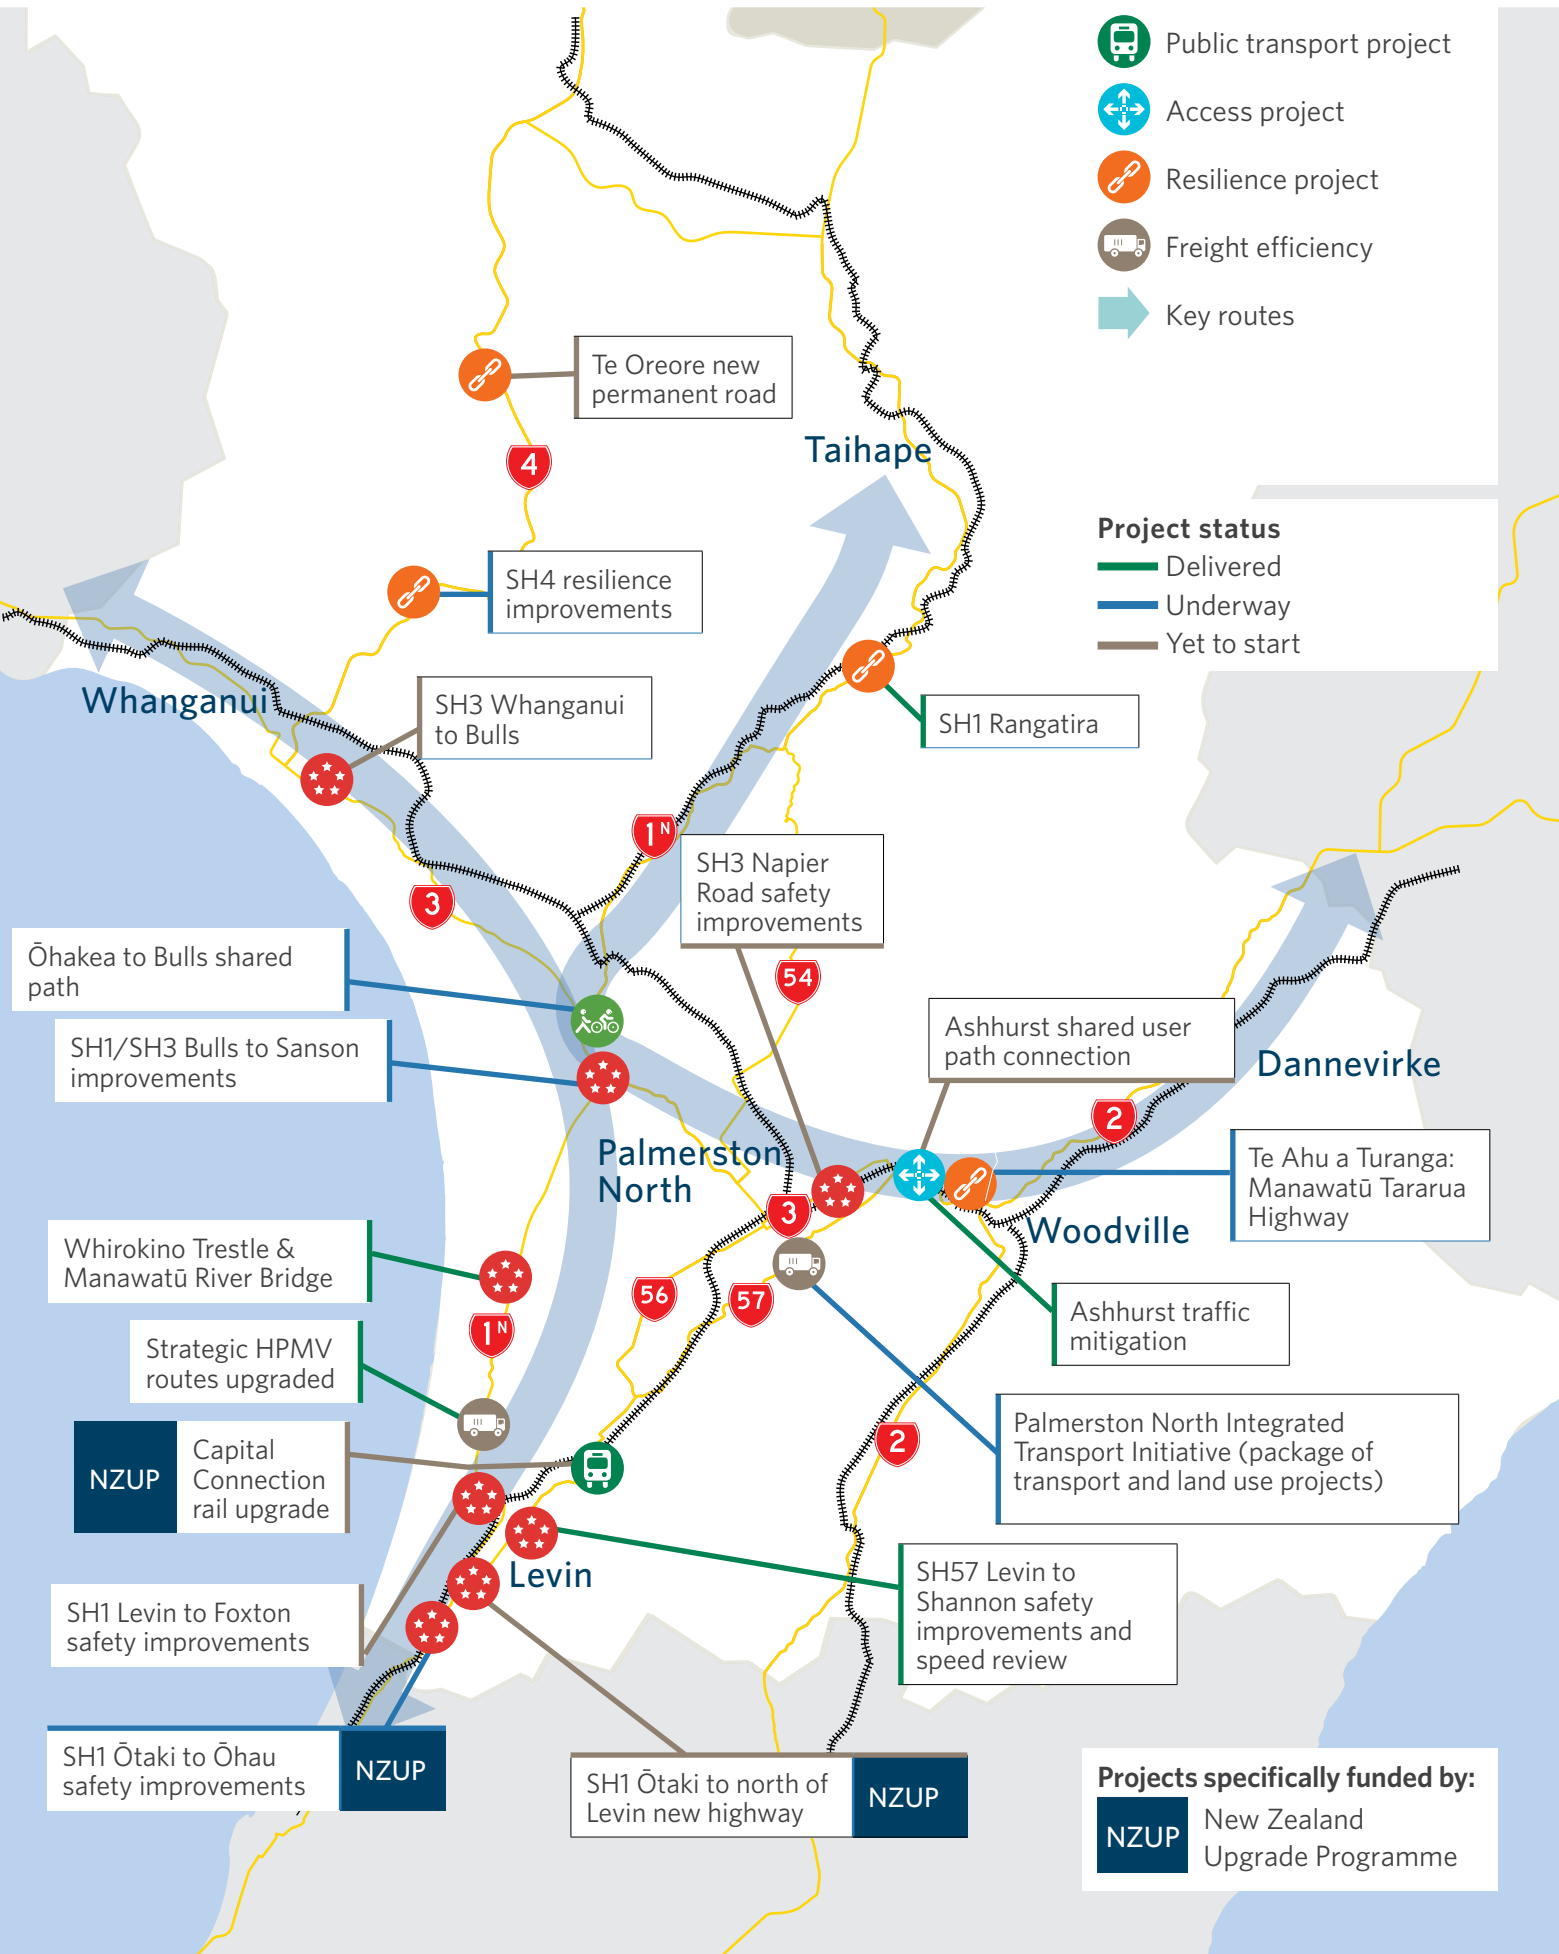 Public transport project
Access project
Resilience project
Freight efficiency
Key routes
Te Oreore new
permanent road
4
Taihape
Project status
Delivered
Underway
Yet to start
SH4 resilience
improvements
Whanganui
SH3 Whanganui
to Bulls
SH1 Rangatira
1N
SH3 Napier
Road safety
improvements
3
Ōhakea to Bulls shared
path
54
SH1/SH3 Bulls to Sanson
improvements
Ashhurst shared user
path connection
Dannevirke
2
Palmerston
North
Te Ahu a Turanga:
Manawatū Tararua
Highway
3
Woodville
Whirokino Trestle &
Manawatū River Bridge
56
57
1N
Ashhurst traffic
mitigation
Strategic HPMV
routes upgraded
NZUP
Capital
Connection
rail upgrade
2
Palmerston North Integrated
Transport Initiative (package of
transport and land use projects)
Levin
SH57 Levin to
Shannon safety
improvements and
speed review
SH1 Levin to Foxton
safety improvements
SH1 Ōtaki to Ōhau
safety improvements
NZUP
SH1 Ōtaki to north of
Levin new highway
NZUP
Projects specifically funded by:
NZUP
New Zealand
Upgrade Programme